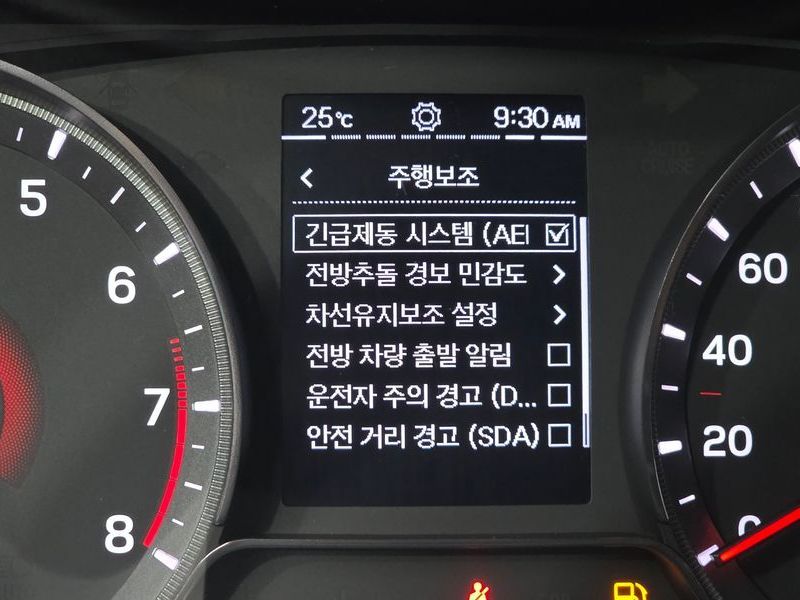 25℃ 9:30 AM
주행보조
긴급제동 시스템 (AE
전방추돌 경보 민감도
차선유지보조 설정
전방 차량 출발 알림
운전자 주의 경고 (D...
안전 거리 경고 (SDA)
5
6
7
8
60
40
20
0
AUTO